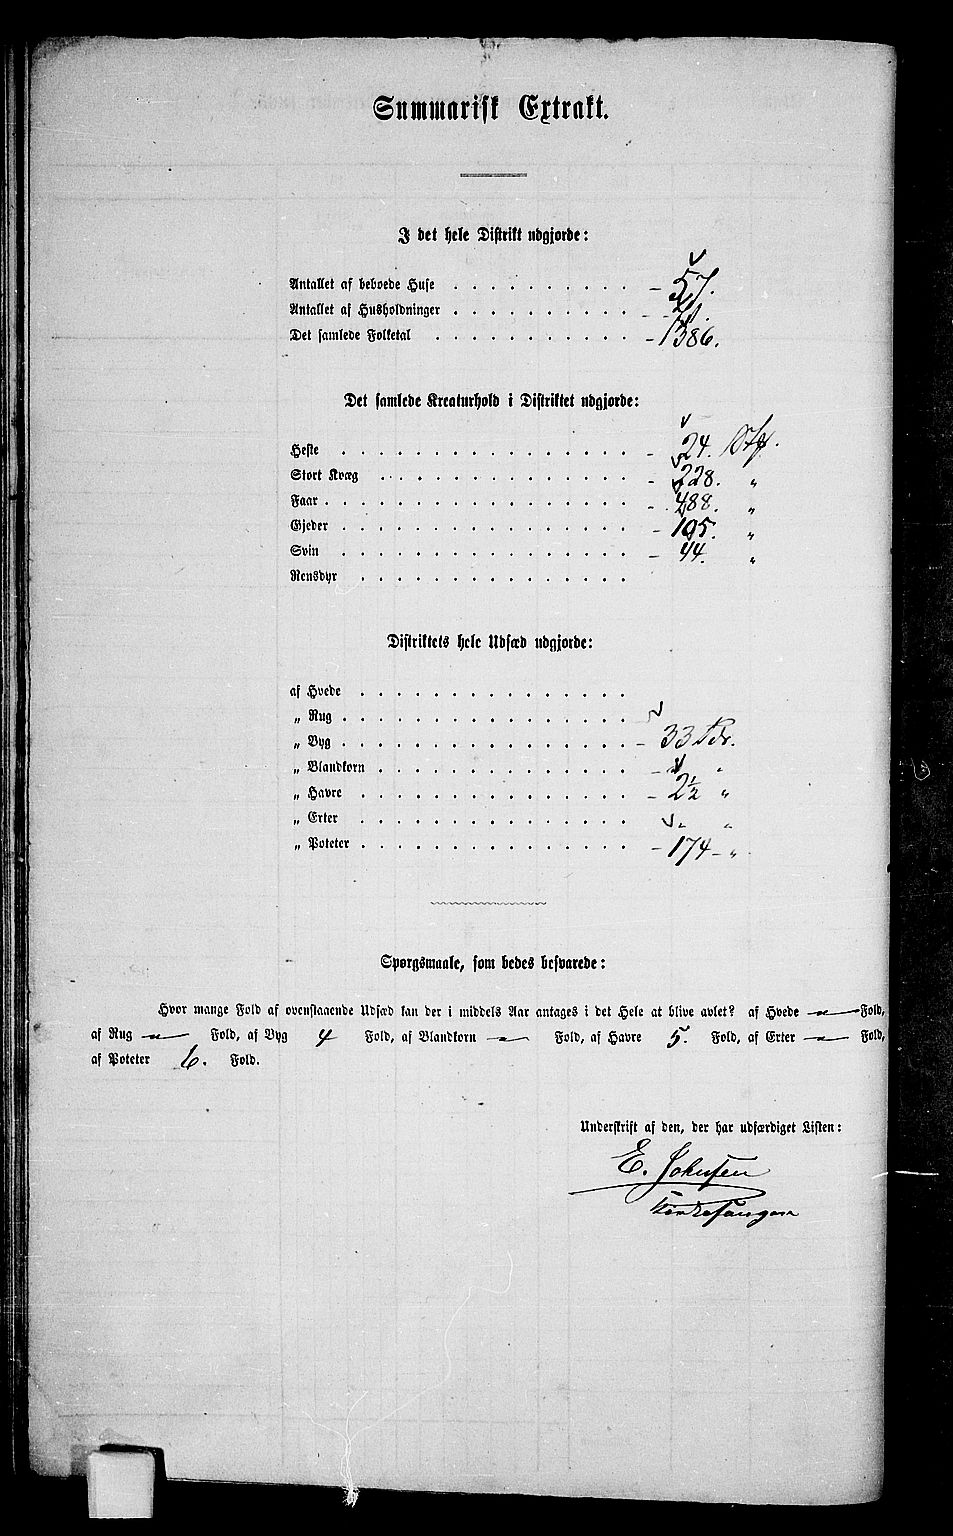 Summarisk Extrakt.
I det hele Distrikt udgjorde:
Antallet af beboede Huse . . . . . . . . . . – 57.
Antallet af Husholdninger . . . . . . . . . . –
Det samlede Folketal . . . . . . . . . . . – 386.
Det samlede Kreaturhold i Distriktet udgjorde:
Heste . . . . . . . . . . . . . . . – 24. Stk.
Stort Kvæg . . . . . . . . . . . . . . – 228. „
Faar . . . . . . . . . . . . . . . . – 488. „
Gjeder . . . . . . . . . . . . . . . . – 195. „
Svin . . . . . . . . . . . . . . . . – 44. „
Rensdyr . . . . . . . . . . . . . . .
Distriktets hele Udsæd udgjorde:
af Hvede . . . . . . . . . . . . . . .
„ Rug . . . . . . . . . . . . . . . .
„ Byg . . . . . . . . . . . . . . . . – 33 Tdr.
„ Blandkorn . . . . . . . . . . . . . . – „ „
„ Havre . . . . . . . . . . . . . . . – 2½ „
„ Erter . . . . . . . . . . . . . . . „ „
„ Poteter . . . . . . . . . . . . . . . – 174 – „
Spørgsmaale, som bedes besvarede:
Hvor mange Fold af ovenstaaende Udsæd kan der i middels Aar antages i det Hele at blive avlet? af Hvede —„— Fold,
af Rug —„— Fold, af Byg 4 Fold, af Blandkorn —„— Fold, af Havre 5. Fold, af Erter —„— Fold,
af Poteter 6. Fold.
Underskrift af den, der har udfærdiget Listen:
E. Johnsen
Kirkesanger